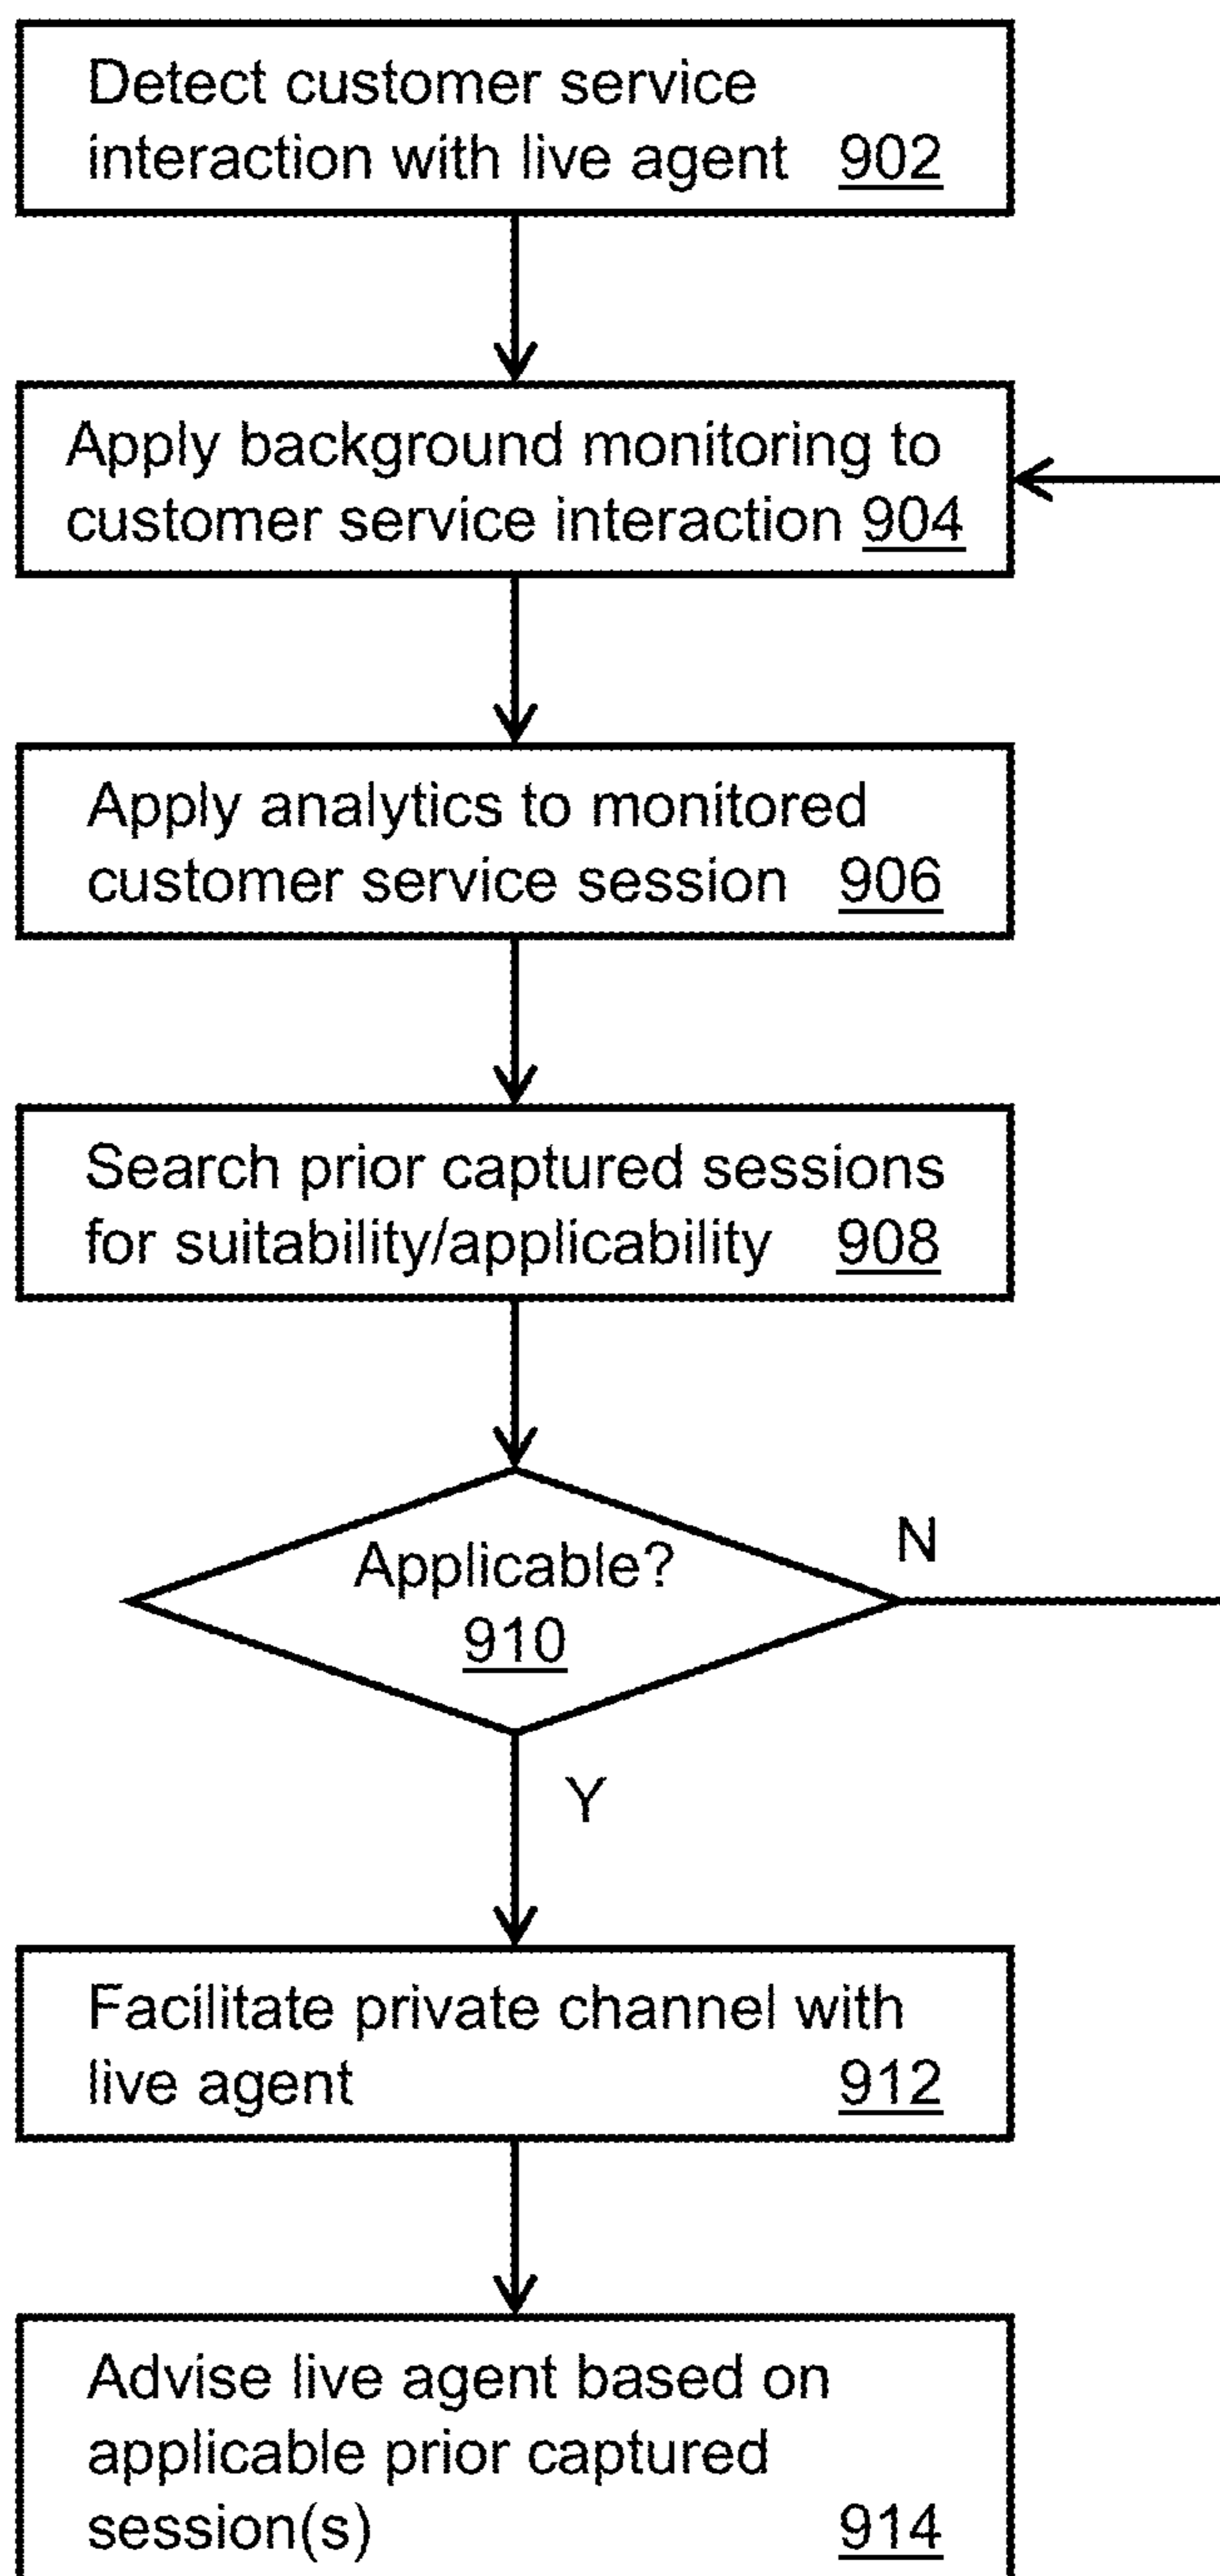 Detect customer service
interaction with live agent 902
Apply background monitoring to
customer service interaction 904
Apply analytics to monitored
customer service session 906
Search prior captured sessions
for suitability/applicability 908
Applicable?
910
N
Y
Facilitate private channel with
live agent 912
Advise live agent based on
applicable prior captured
session(s) 914